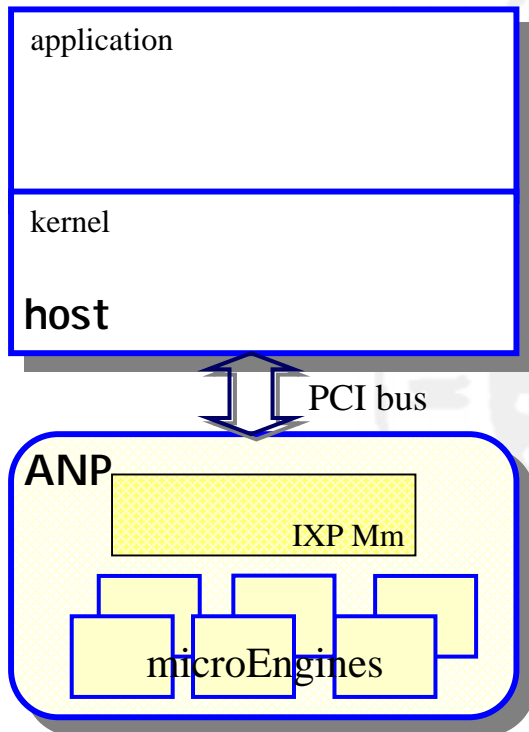 application
kernel
host
PCI bus
ANP
IXP Mm
microEngines